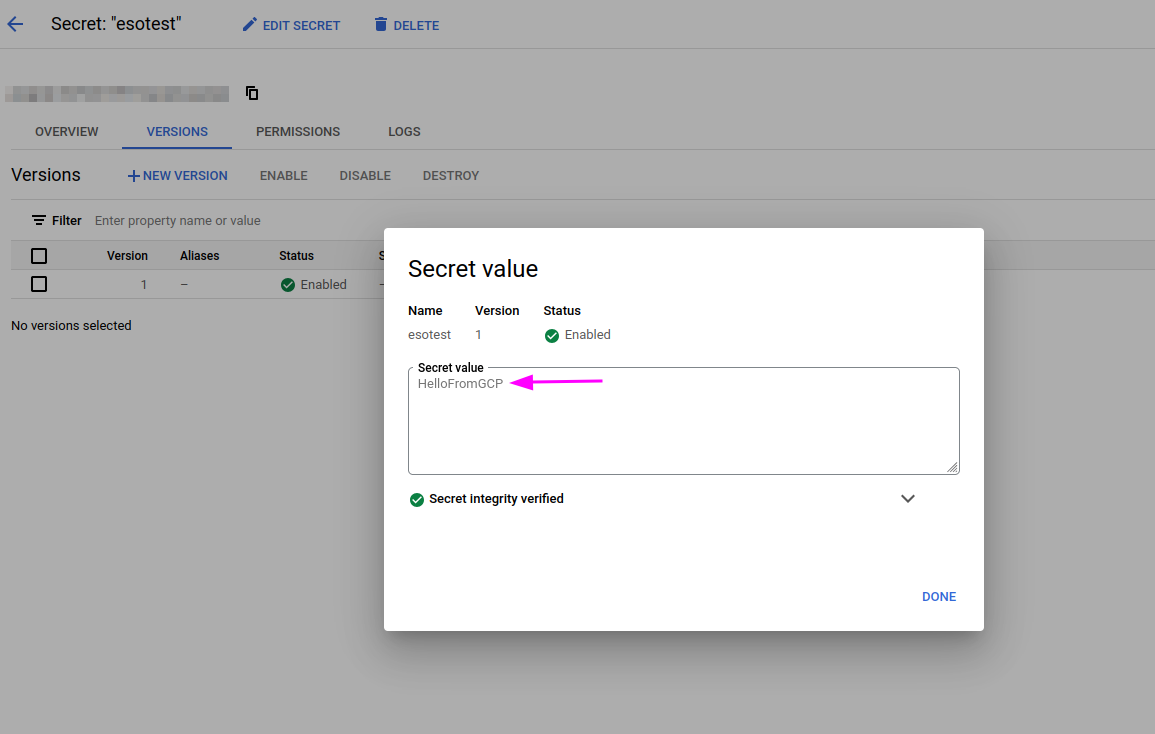 Secret: "esotest" EDIT SECRET DELETE
OVERVIEW VERSIONS PERMISSIONS LOGS
Versions NEW VERSION ENABLE DISABLE DESTROY
Filter Enter property name or value
Version Aliases Status
1 – Enabled
No versions selected
Secret value
Name Version Status
esotest 1 Enabled
Secret value
HelloFromGCP
Secret integrity verified
DONE